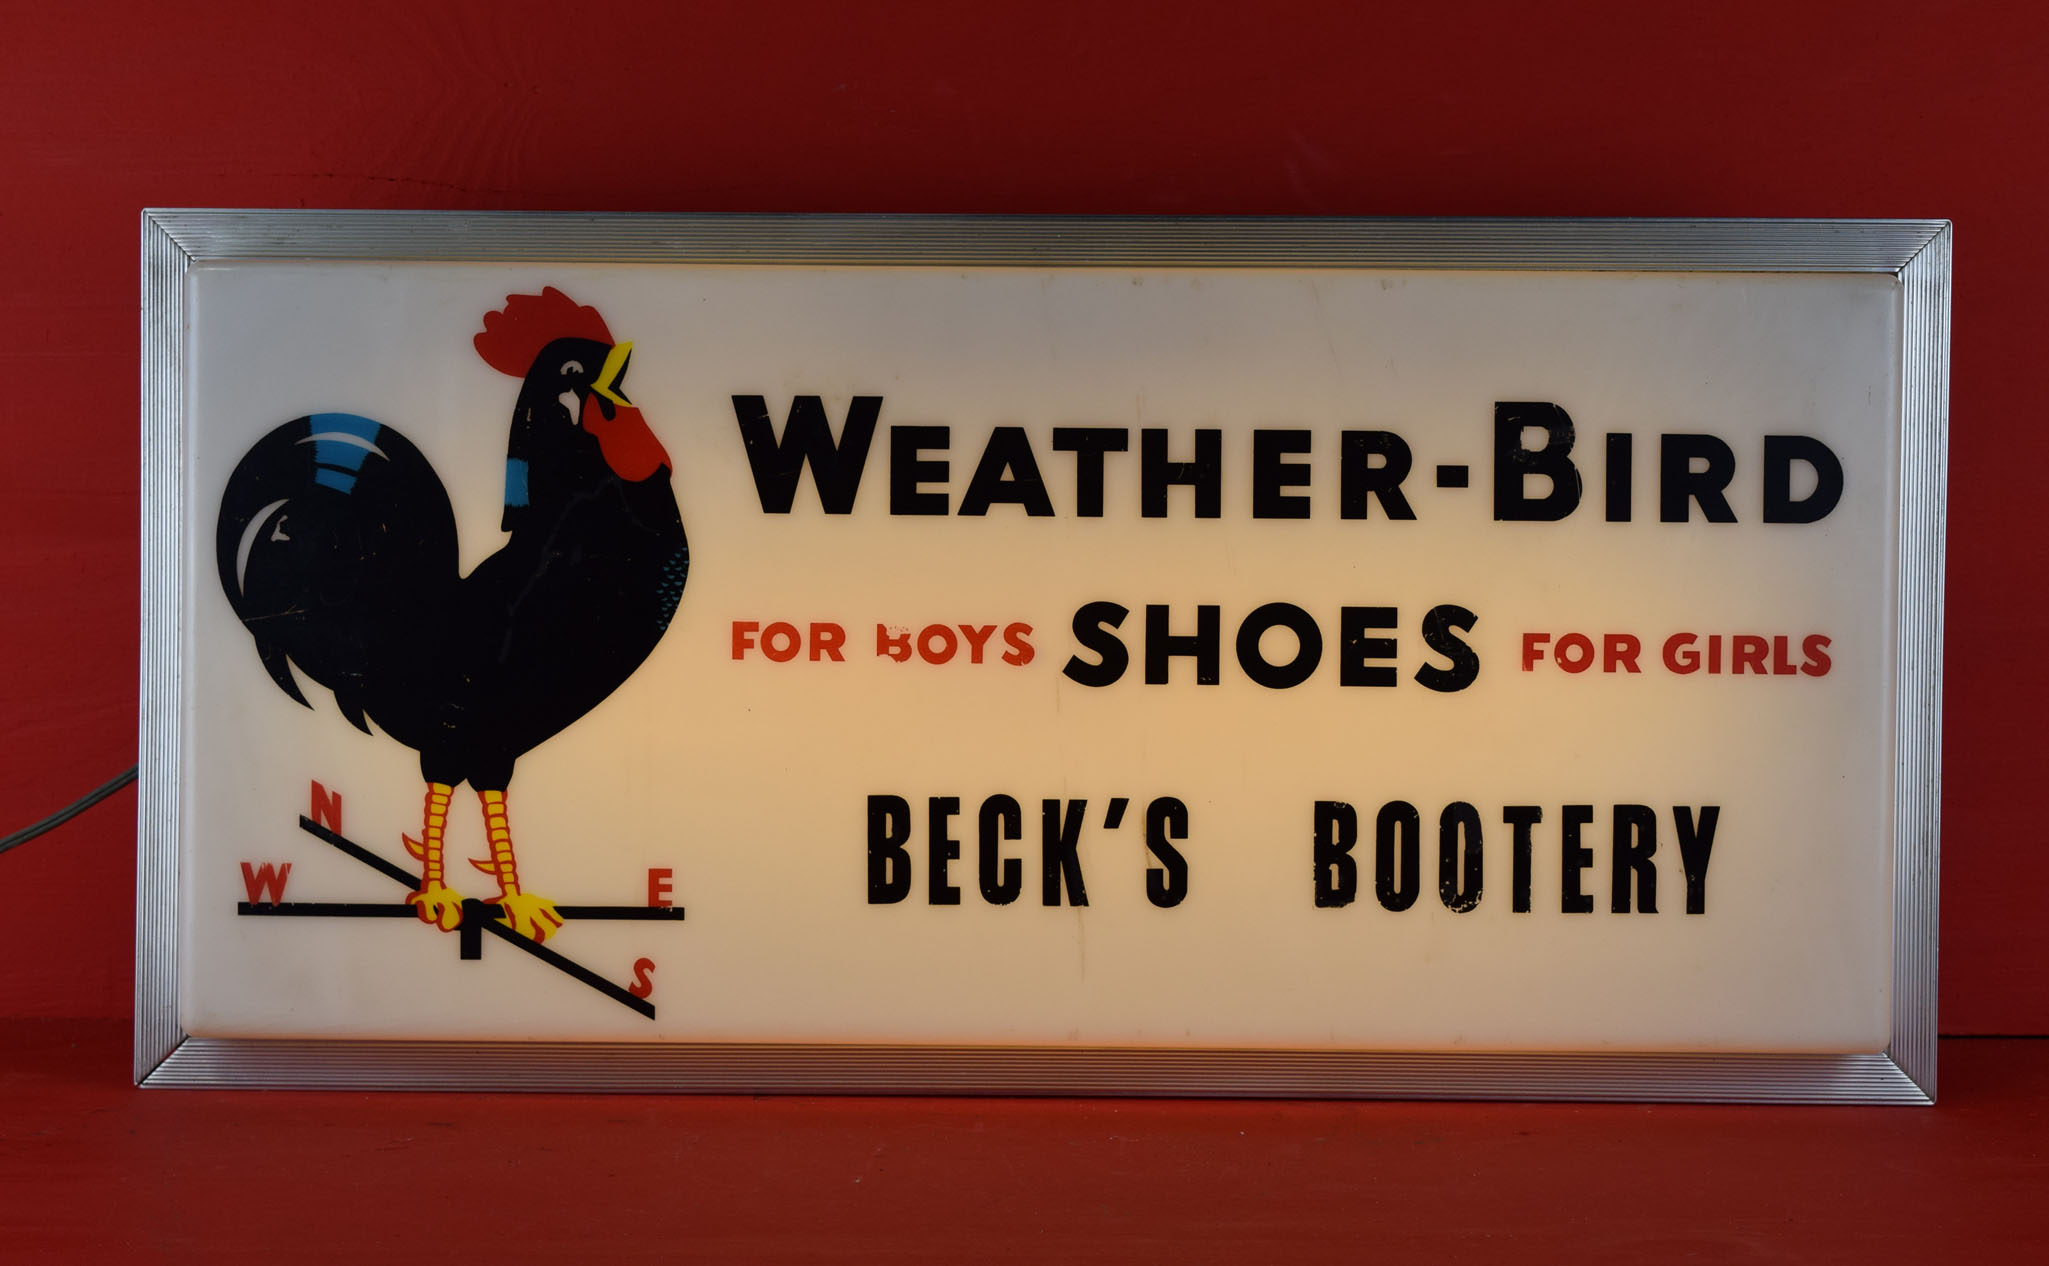 WEATHER-BIRD
FOR BOYS SHOES FOR GIRLS
BECK'S BOOTERY
N
W E
S